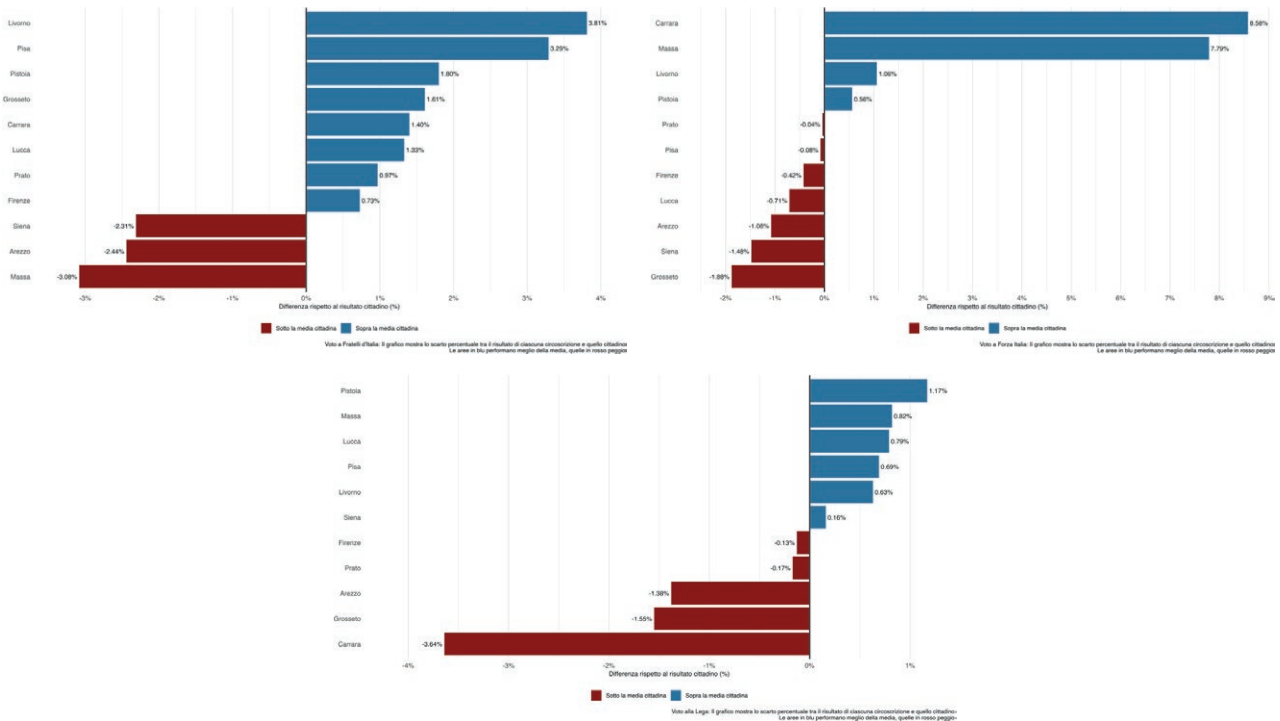 Livorno 3.81%
Pisa 3.29%
Pistoia 1.80%
Grosseto 1.61%
Carrara 1.40%
Lucca 1.33%
Prato 0.97%
Firenze 0.73%
Siena -2.31%
Arezzo -2.44%
Massa -3.08%
-3% -2% -1% 0% 1% 2% 3% 4%
Differenza rispetto al risultato cittadino (%)
Sotto la media cittadina Sopra la media cittadina
Voto a Fratelli d'Italia: Il grafico mostra lo scarto percentuale tra il risultato di ciascuna circoscrizione e quello cittadino
Le aree in blu performano meglio della media, quelle in rosso peggio
Carrara 8.58%
Massa 7.79%
Livorno 1.06%
Pistoia 0.56%
Prato -0.04%
Pisa -0.08%
Firenze -0.42%
Lucca -0.71%
Arezzo -1.08%
Siena -1.48%
Grosseto -1.88%
-2% -1% 0% 1% 2% 3% 4% 5% 6% 7% 8% 9%
Differenza rispetto al risultato cittadino (%)
Sotto la media cittadina Sopra la media cittadina
Voto a Forza Italia: Il grafico mostra lo scarto percentuale tra il risultato di ciascuna circoscrizione e quello cittadino
Le aree in blu performano meglio della media, quelle in rosso peggio
Pistoia 1.17%
Massa 0.82%
Lucca 0.79%
Pisa 0.69%
Livorno 0.63%
Siena 0.16%
Firenze -0.13%
Prato -0.17%
Arezzo -1.38%
Grosseto -1.55%
Carrara -3.64%
-4% -3% -2% -1% 0% 1%
Differenza rispetto al risultato cittadino (%)
Sotto la media cittadina Sopra la media cittadina
Voto alla Lega: Il grafico mostra lo scarto percentuale tra il risultato di ciascuna circoscrizione e quello cittadino-
Le aree in blu performano meglio della media, quelle in rosso peggio-